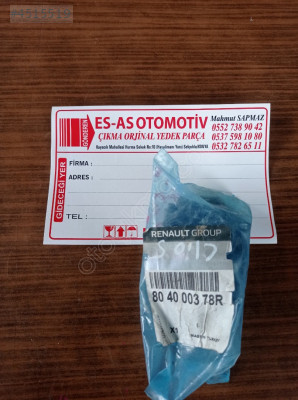 GÖNDEREN
ES-AS OTOMOTİV
ÇIKMA ORJİNAL YEDEK PARÇA
Mahmut SAPMAZ
0552 738 90 42
0537 598 10 80
0532 782 65 11
GİDECEĞİ YER
FİRMA :
ADRES :
TEL :
RENAULT GROUP
80 40 003 78R
X1